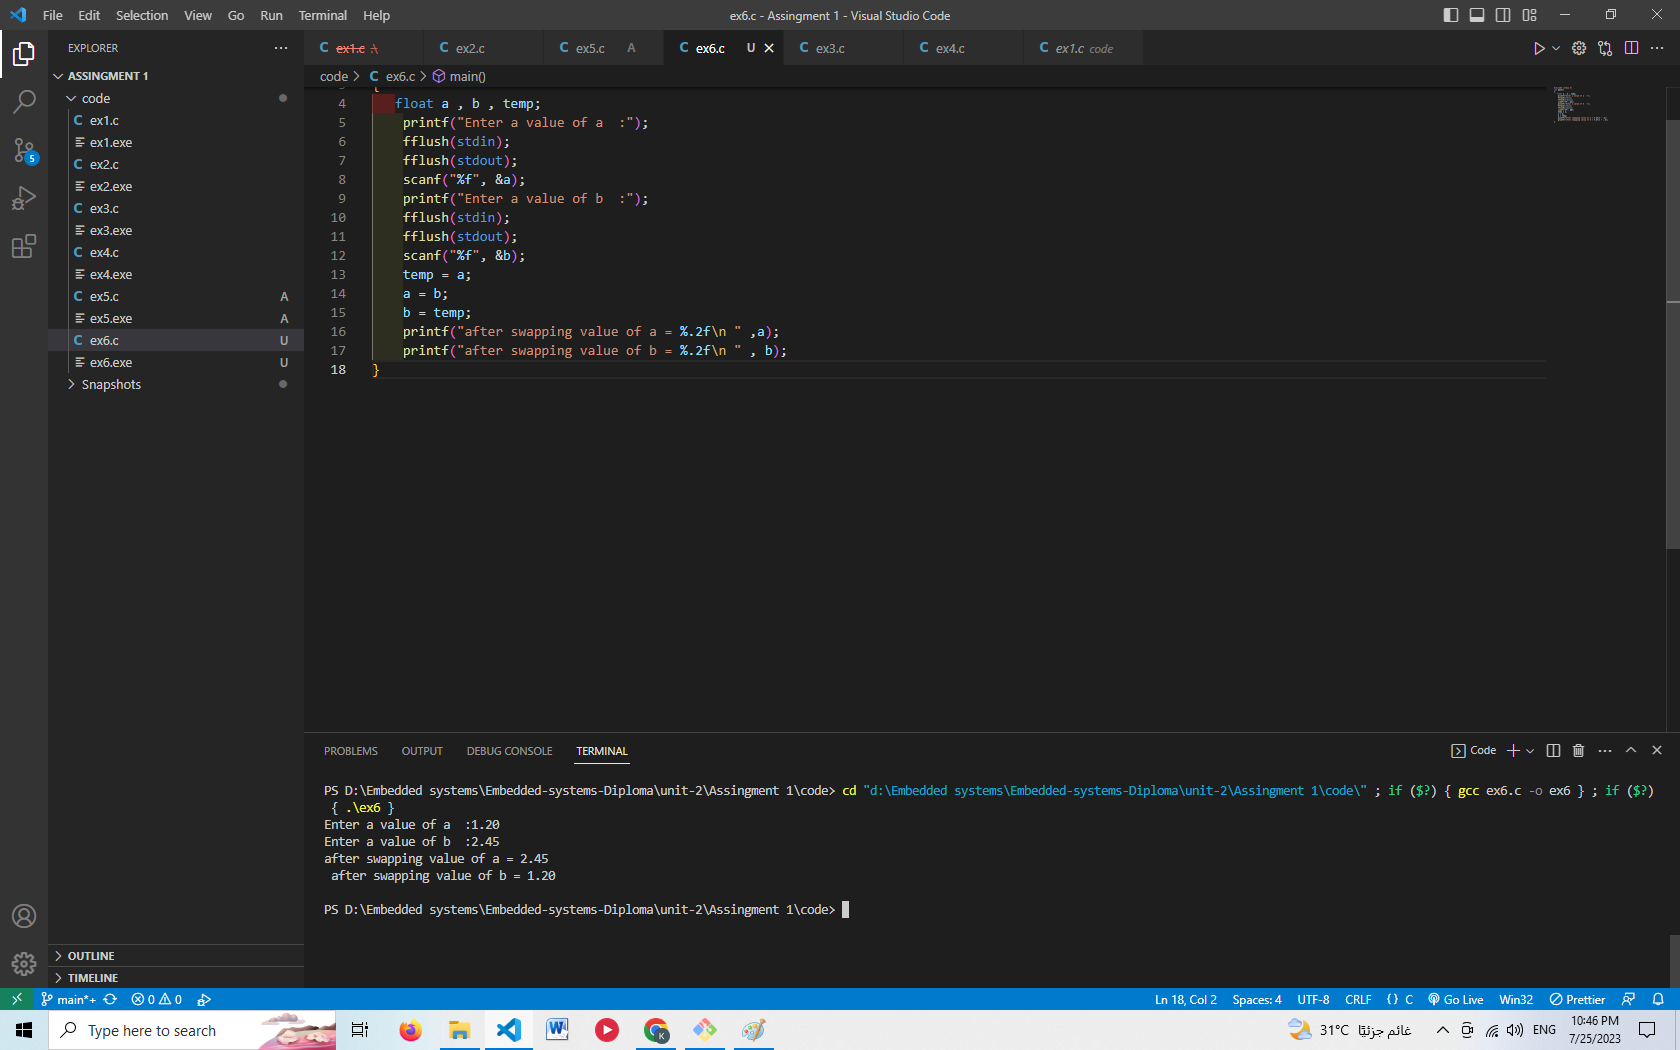 File Edit Selection View Go Run Terminal Help
ex6.c - Assingment 1 - Visual Studio Code
EXPLORER
ASSINGMENT 1
code
ex1.c
ex1.exe
ex2.c
ex2.exe
ex3.c
ex3.exe
ex4.c
ex4.exe
ex5.c A
ex5.exe A
ex6.c U
ex6.exe U
Snapshots
OUTLINE
TIMELINE
ex1.c ex2.c ex5.c A ex6.c U ex3.c ex4.c ex1.c code
code > C ex6.c > main()
4 float a , b , temp;
5 printf("Enter a value of a  :");
6 fflush(stdin);
7 fflush(stdout);
8 scanf("%f", &a);
9 printf("Enter a value of b  :");
10 fflush(stdin);
11 fflush(stdout);
12 scanf("%f", &b);
13 temp = a;
14 a = b;
15 b = temp;
16 printf("after swapping value of a = %.2f\n " ,a);
17 printf("after swapping value of b = %.2f\n " , b);
18 }
PROBLEMS OUTPUT DEBUG CONSOLE TERMINAL
Code
PS D:\Embedded systems\Embedded-systems-Diploma\unit-2\Assingment 1\code> cd "d:\Embedded systems\Embedded-systems-Diploma\unit-2\Assingment 1\code\" ; if ($?) { gcc ex6.c -o ex6 } ; if ($?)
{ .\ex6 }
Enter a value of a  :1.20
Enter a value of b  :2.45
after swapping value of a = 2.45
after swapping value of b = 1.20
PS D:\Embedded systems\Embedded-systems-Diploma\unit-2\Assingment 1\code>
5
main*+ 0 0
Ln 18, Col 2 Spaces: 4 UTF-8 CRLF {} C Go Live Win32 Prettier
Type here to search
31°C غائم جزئيًا
ENG
10:46 PM
7/25/2023